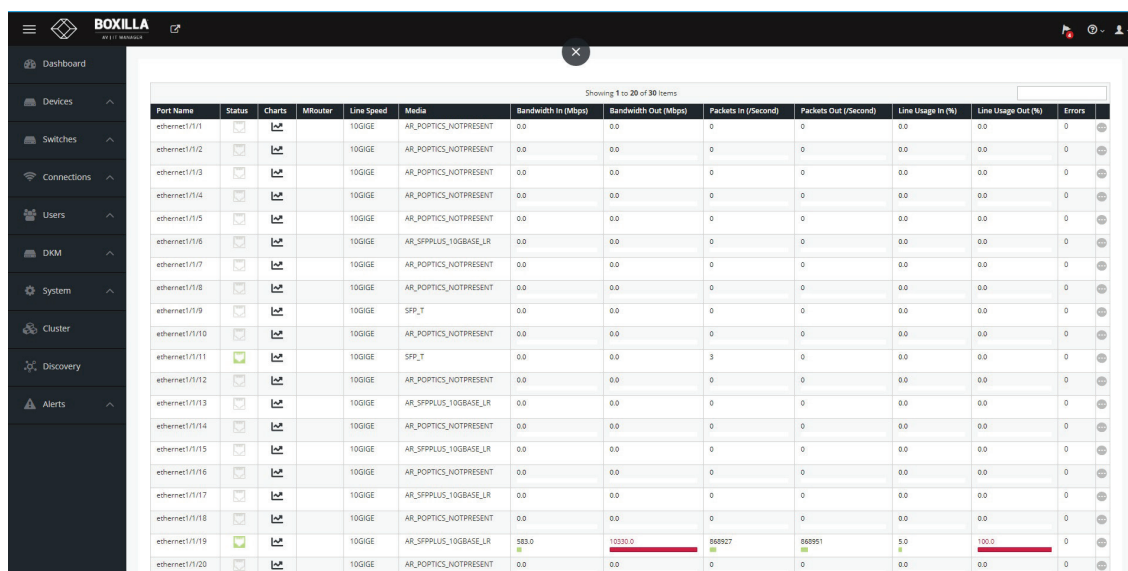 BOXILLA
AV | IT MANAGER
4
Dashboard
Devices
Switches
Connections
Users
DKM
System
Cluster
Discovery
Alerts
Showing 1 to 20 of 30 Items
Port Name Status Charts MRouter Line Speed Media Bandwidth In (Mbps) Bandwidth Out (Mbps) Packets In (/Second) Packets Out (/Second) Line Usage In (%) Line Usage Out (%) Errors
ethernet1/1/1 10GIGE AR_POPTICS_NOTPRESENT 0.0 0.0 0 0 0.0 0.0 0
ethernet1/1/2 10GIGE AR_POPTICS_NOTPRESENT 0.0 0.0 0 0 0.0 0.0 0
ethernet1/1/3 10GIGE AR_POPTICS_NOTPRESENT 0.0 0.0 0 0 0.0 0.0 0
ethernet1/1/4 10GIGE AR_POPTICS_NOTPRESENT 0.0 0.0 0 0 0.0 0.0 0
ethernet1/1/5 10GIGE AR_POPTICS_NOTPRESENT 0.0 0.0 0 0 0.0 0.0 0
ethernet1/1/6 10GIGE AR_SFPPLUS_10GBASE_LR 0.0 0.0 0 0 0.0 0.0 0
ethernet1/1/7 10GIGE AR_POPTICS_NOTPRESENT 0.0 0.0 0 0 0.0 0.0 0
ethernet1/1/8 10GIGE AR_POPTICS_NOTPRESENT 0.0 0.0 0 0 0.0 0.0 0
ethernet1/1/9 10GIGE SFP_T 0.0 0.0 0 0 0.0 0.0 0
ethernet1/1/10 10GIGE AR_POPTICS_NOTPRESENT 0.0 0.0 0 0 0.0 0.0 0
ethernet1/1/11 10GIGE SFP_T 0.0 0.0 3 0 0.0 0.0 0
ethernet1/1/12 10GIGE AR_POPTICS_NOTPRESENT 0.0 0.0 0 0 0.0 0.0 0
ethernet1/1/13 10GIGE AR_SFPPLUS_10GBASE_LR 0.0 0.0 0 0 0.0 0.0 0
ethernet1/1/14 10GIGE AR_POPTICS_NOTPRESENT 0.0 0.0 0 0 0.0 0.0 0
ethernet1/1/15 10GIGE AR_SFPPLUS_10GBASE_LR 0.0 0.0 0 0 0.0 0.0 0
ethernet1/1/16 10GIGE AR_POPTICS_NOTPRESENT 0.0 0.0 0 0 0.0 0.0 0
ethernet1/1/17 10GIGE AR_SFPPLUS_10GBASE_LR 0.0 0.0 0 0 0.0 0.0 0
ethernet1/1/18 10GIGE AR_POPTICS_NOTPRESENT 0.0 0.0 0 0 0.0 0.0 0
ethernet1/1/19 10GIGE AR_SFPPLUS_10GBASE_LR 583.0 10330.0 868927 868951 5.0 100.0 0
ethernet1/1/20 10GIGE AR_POPTICS_NOTPRESENT 0.0 0.0 0 0 0.0 0.0 0